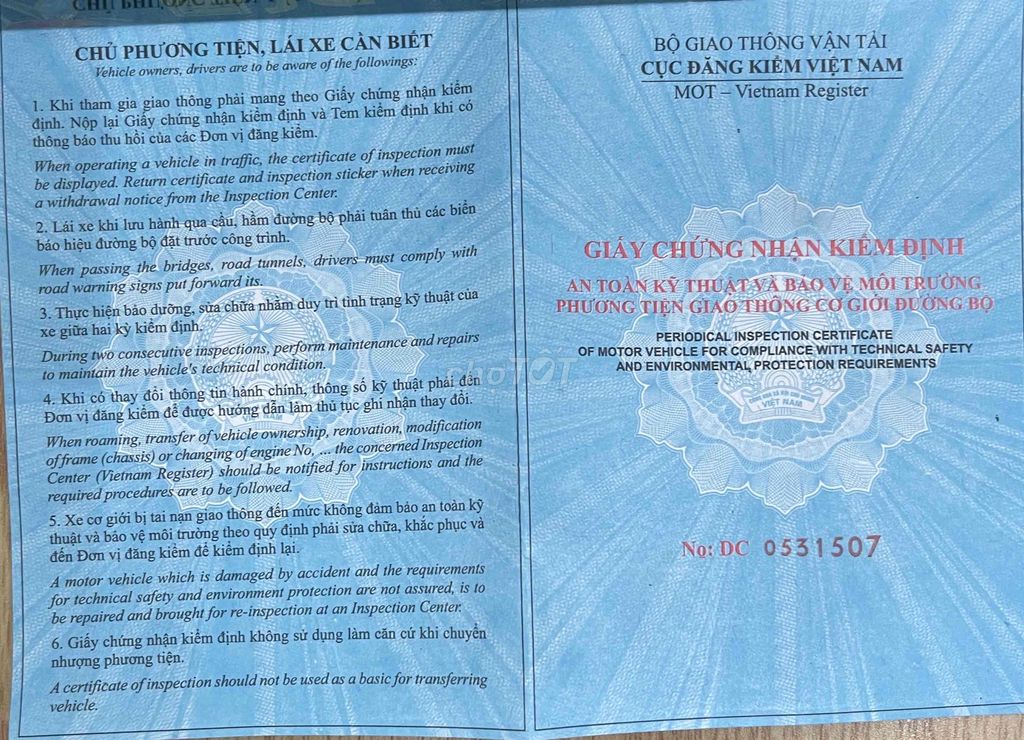 CHỦ PHƯƠNG TIỆN, LÁI XE CẦN BIẾT
Vehicle owners, drivers are to be aware of the followings:
1. Khi tham gia giao thông phải mang theo Giấy chứng nhận kiểm
định. Nộp lại Giấy chứng nhận kiểm định và Tem kiểm định khi có
thông báo thu hồi của các Đơn vị đăng kiểm.
When operating a vehicle in traffic, the certificate of inspection must
be displayed. Return certificate and inspection sticker when receiving
a withdrawal notice from the Inspection Center.
2. Lái xe khi lưu hành qua cầu, hầm đường bộ phải tuân thủ các biển
báo hiệu đường bộ đặt trước công trình.
When passing the bridges, road tunnels, drivers must comply with
road warning signs put forward its.
3. Thực hiện bảo dưỡng, sửa chữa nhằm duy trì tình trạng kỹ thuật của
xe giữa hai kỳ kiểm định.
During two consecutive inspections, perform maintenance and repairs
to maintain the vehicle's technical condition.
4. Khi có thay đổi thông tin hành chính, thông số kỹ thuật phải đến
Đơn vị đăng kiểm để được hướng dẫn làm thủ tục ghi nhận thay đổi.
When roaming, transfer of vehicle ownership, renovation, modification
of frame (chassis) or changing of engine No, ... the concerned Inspection
Center (Vietnam Register) should be notified for instructions and the
required procedures are to be followed.
5. Xe cơ giới bị tai nạn giao thông đến mức không đảm bảo an toàn kỹ
thuật và bảo vệ môi trường theo quy định phải sửa chữa, khắc phục và
đến Đơn vị đăng kiểm để kiểm định lại.
A motor vehicle which is damaged by accident and the requirements
for technical safety and environment protection are not assured, is to
be repaired and brought for re-inspection at an Inspection Center.
6. Giấy chứng nhận kiểm định không sử dụng làm căn cứ khi chuyển
nhượng phương tiện.
A certificate of inspection should not be used as a basic for transferring
vehicle.
BỘ GIAO THÔNG VẬN TẢI
CỤC ĐĂNG KIỂM VIỆT NAM
MOT – Vietnam Register
GIẤY CHỨNG NHẬN KIỂM ĐỊNH
AN TOÀN KỸ THUẬT VÀ BẢO VỆ MÔI TRƯỜNG
PHƯƠNG TIỆN GIAO THÔNG CƠ GIỚI ĐƯỜNG BỘ
PERIODICAL INSPECTION CERTIFICATE
OF MOTOR VEHICLE FOR COMPLIANCE WITH TECHNICAL SAFETY
AND ENVIRONMENTAL PROTECTION REQUIREMENTS
VIỆT NAM
No: DC 0531507
chợTỐT